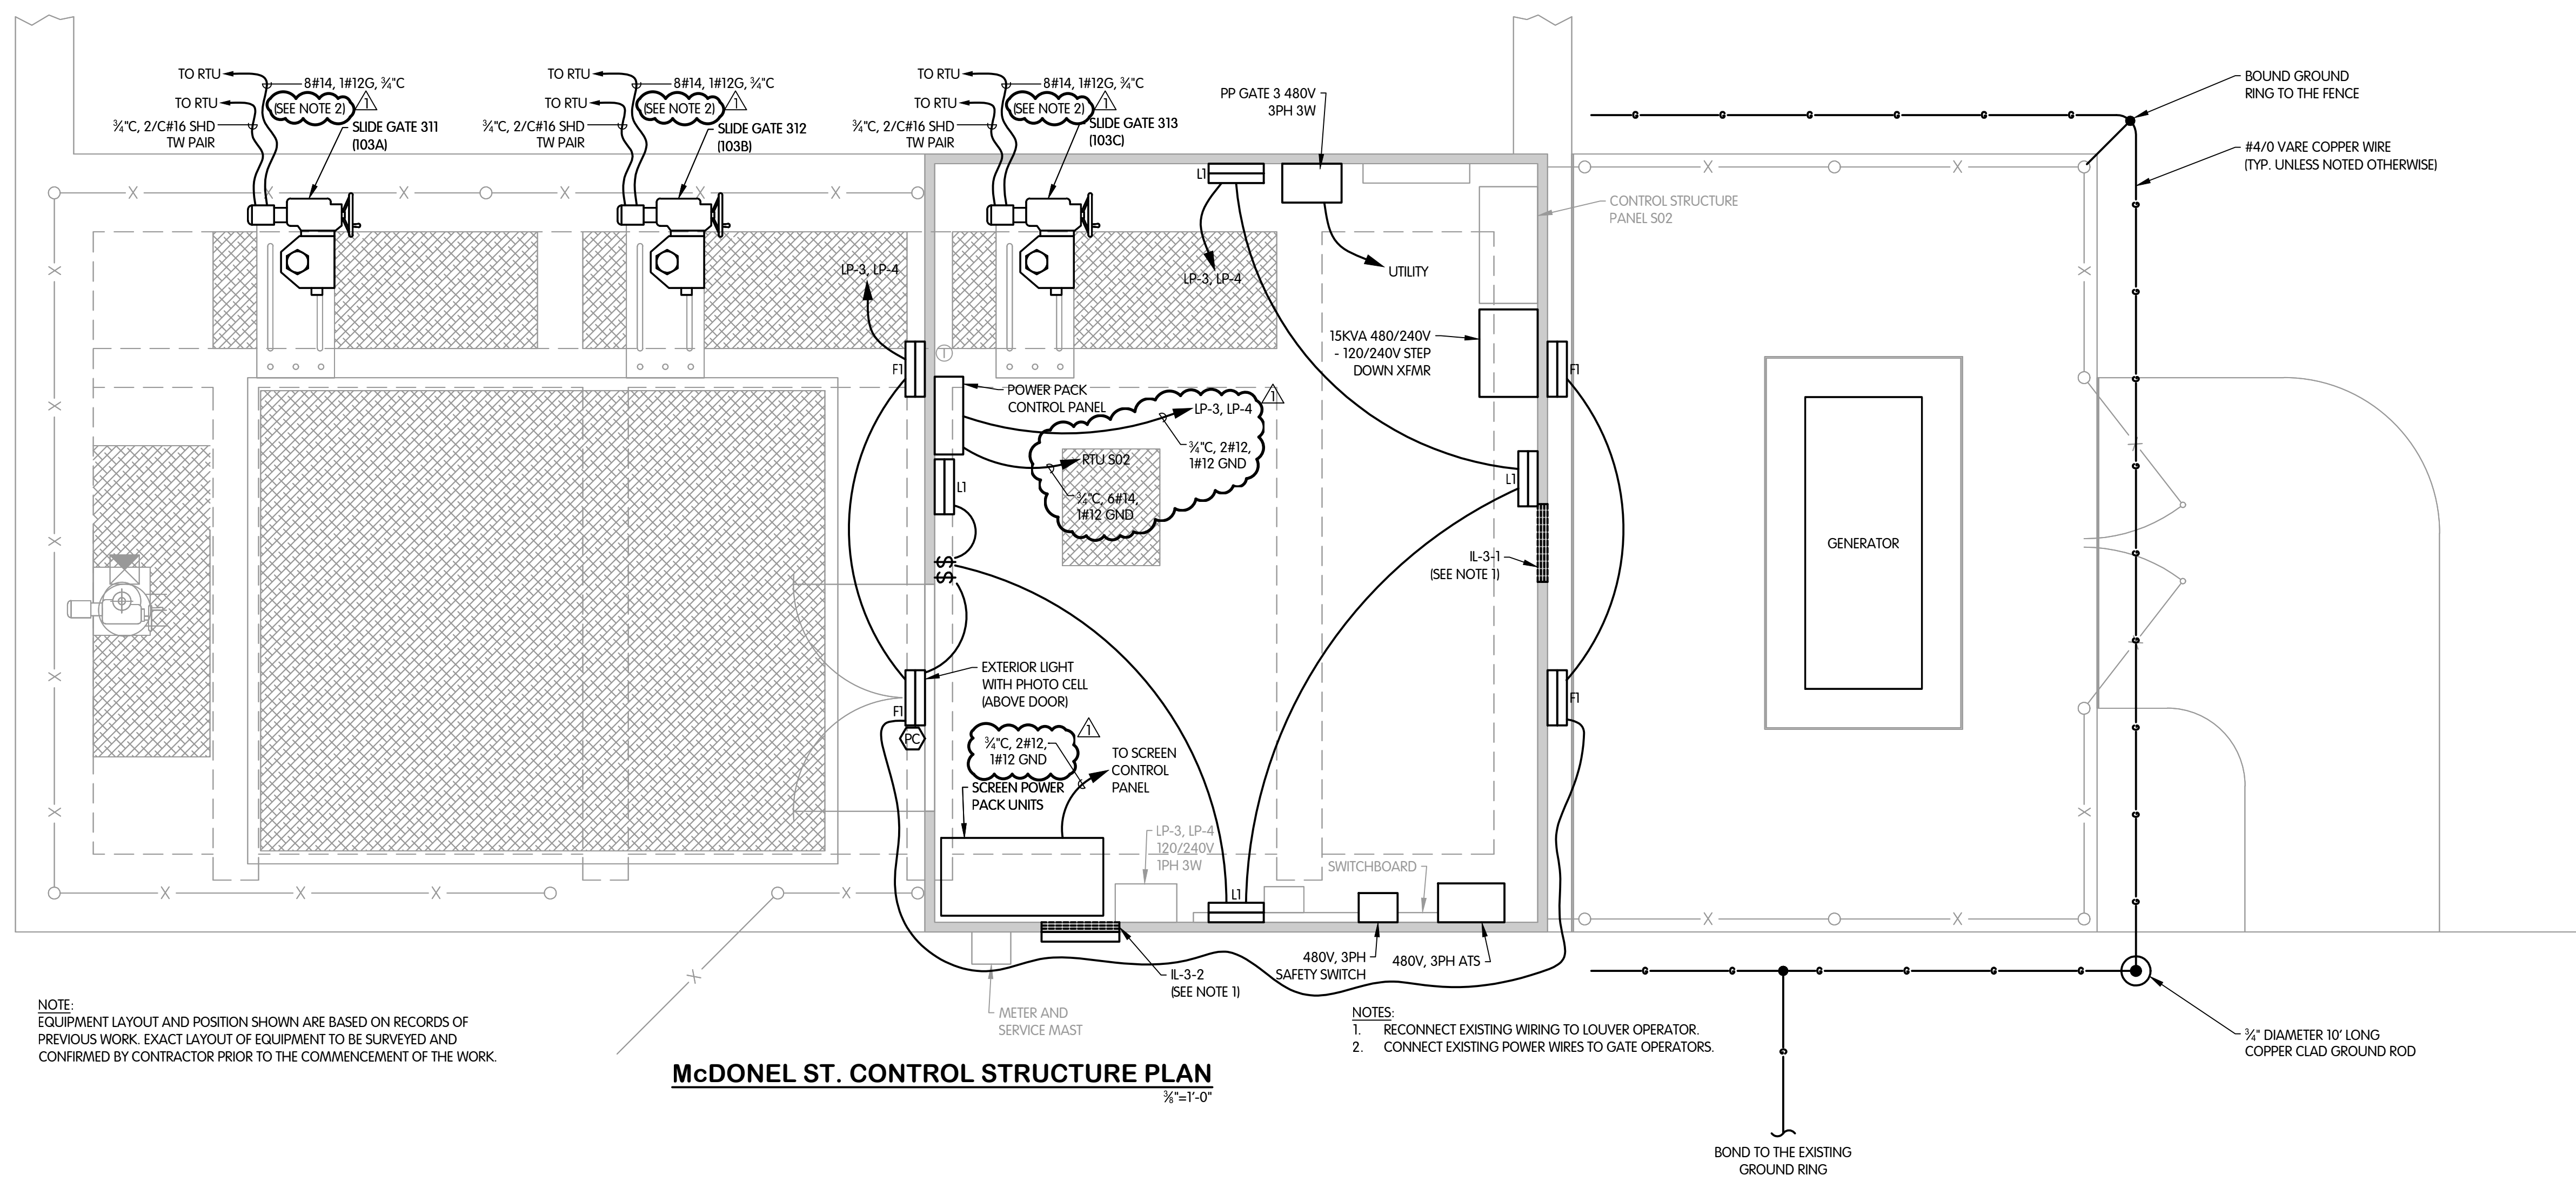 TO RTU
8#14, 1#12G, ¾"C
TO RTU
(SEE NOTE 2)
1
¾"C, 2/C#16 SHD
TW PAIR
SLIDE GATE 311
(103A)
TO RTU
8#14, 1#12G, ¾"C
TO RTU
(SEE NOTE 2)
1
¾"C, 2/C#16 SHD
TW PAIR
SLIDE GATE 312
(103B)
TO RTU
8#14, 1#12G, ¾"C
TO RTU
(SEE NOTE 2)
1
¾"C, 2/C#16 SHD
TW PAIR
SLIDE GATE 313
(103C)
PP GATE 3 480V
3PH 3W
L1
LP-3, LP-4
UTILITY
CONTROL STRUCTURE
PANEL S02
BOUND GROUND
RING TO THE FENCE
#4/0 VARE COPPER WIRE
(TYP. UNLESS NOTED OTHERWISE)
LP-3, LP-4
F1
1
15KVA 480/240V
- 120/240V STEP
DOWN XFMR
F1
POWER PACK
CONTROL PANEL
1
LP-3, LP-4
¾"C, 2#12,
1#12 GND
RTU S02
¾"C, 6#14,
1#12 GND
L1
L1
$
$
IL-3-1
(SEE NOTE 1)
GENERATOR
EXTERIOR LIGHT
WITH PHOTO CELL
(ABOVE DOOR)
F1
PC
F1
¾"C, 2#12,
1#12 GND
1
TO SCREEN
CONTROL
PANEL
SCREEN POWER
PACK UNITS
LP-3, LP-4
120/240V
1PH 3W
SWITCHBOARD
L1
480V, 3PH
SAFETY SWITCH
480V, 3PH ATS
IL-3-2
(SEE NOTE 1)
METER AND
SERVICE MAST
NOTE:
EQUIPMENT LAYOUT AND POSITION SHOWN ARE BASED ON RECORDS OF
PREVIOUS WORK. EXACT LAYOUT OF EQUIPMENT TO BE SURVEYED AND
CONFIRMED BY CONTRACTOR PRIOR TO THE COMMENCEMENT OF THE WORK.
NOTES:
1. RECONNECT EXISTING WIRING TO LOUVER OPERATOR.
2. CONNECT EXISTING POWER WIRES TO GATE OPERATORS.
¾" DIAMETER 10' LONG
COPPER CLAD GROUND ROD
McDONEL ST. CONTROL STRUCTURE PLAN
⅜"=1'-0"
BOND TO THE EXISTING
GROUND RING